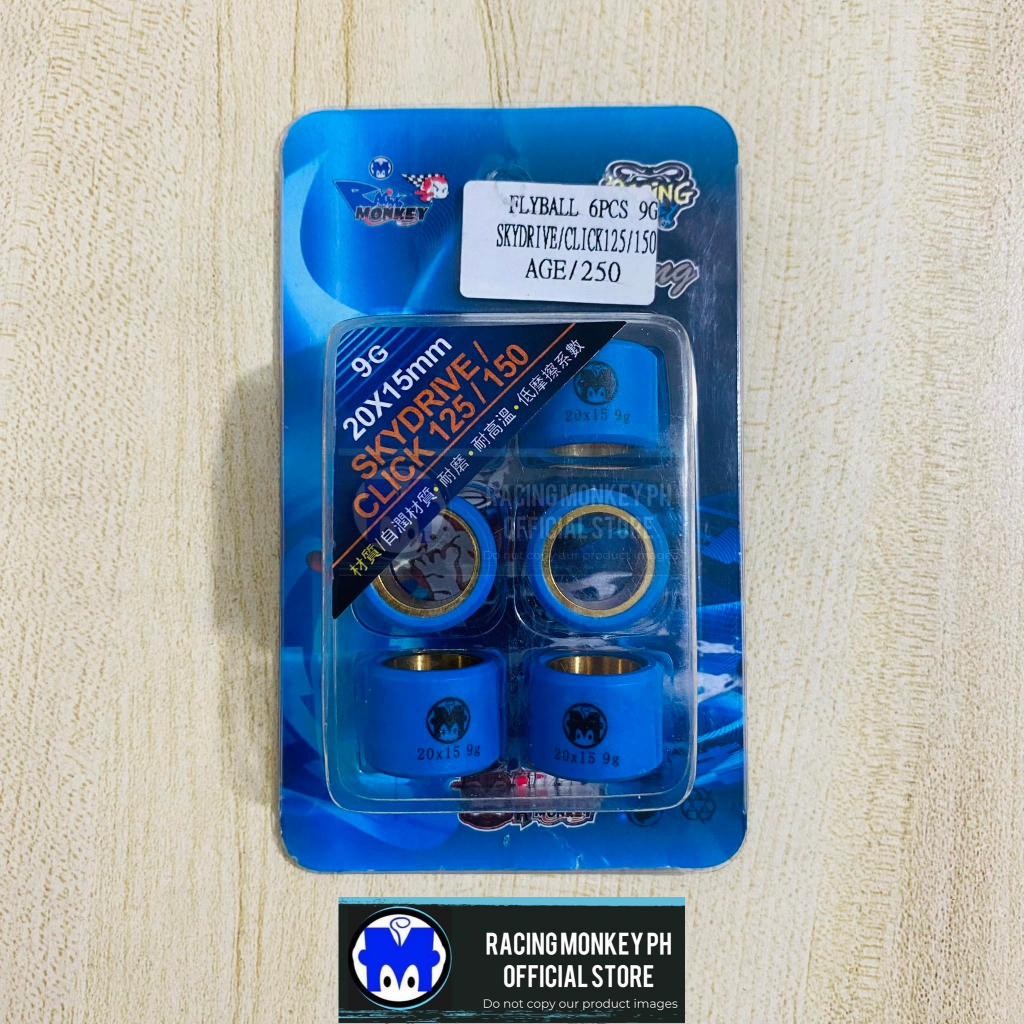 RACING
MONKEY
RACING
FLYBALL 6PCS 9G
SKYDRIVE/CLICK125/150
AGE/250
9G
20X15mm
SKYDRIVE /
CLICK 125 / 150
材質/自潤材質•耐磨•耐高溫•低摩擦系數
20x15 9g
RACING MONKEY PH
OFFICIAL STORE
Do not copy our product images
20x15 9g
20x15 9g
MONKEY
RACING MONKEY PH
OFFICIAL STORE
Do not copy our product images